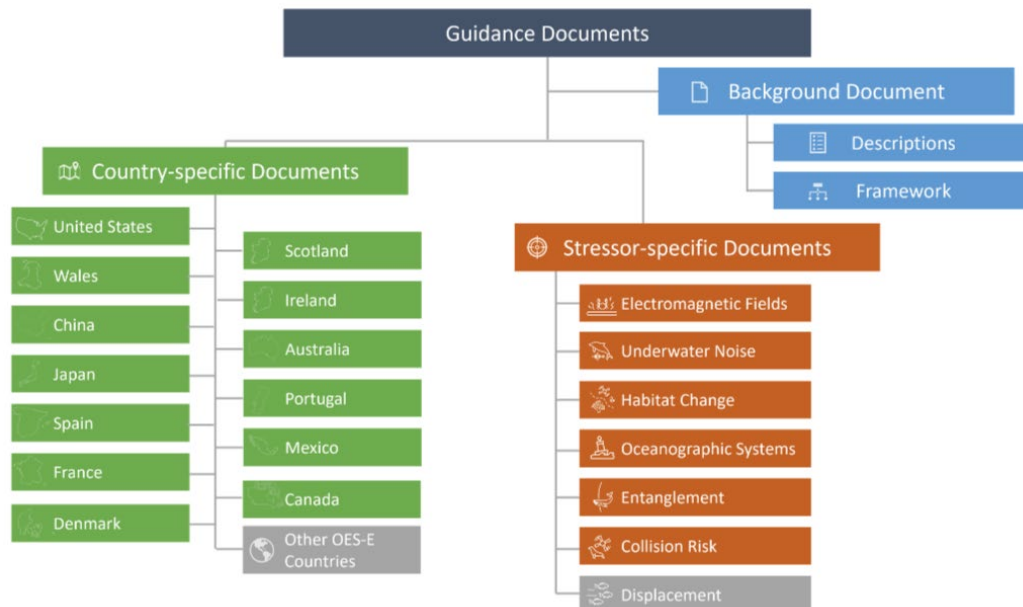 Guidance Documents
Background Document
Descriptions
Framework
Country-specific Documents
United States
Wales
China
Japan
Spain
France
Denmark
Scotland
Ireland
Australia
Portugal
Mexico
Canada
Other OES-E
Countries
Stressor-specific Documents
Electromagnetic Fields
Underwater Noise
Habitat Change
Oceanographic Systems
Entanglement
Collision Risk
Displacement